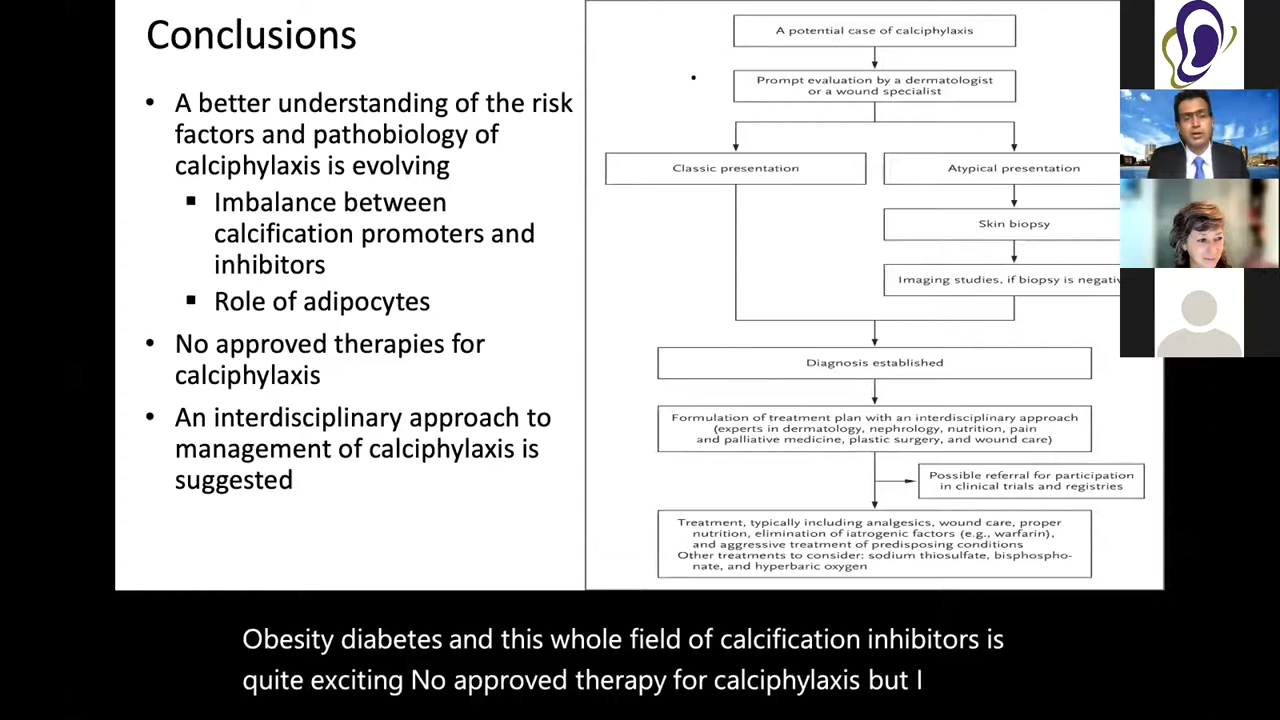 Conclusions
• A better understanding of the risk
factors and pathobiology of
calciphylaxis is evolving
▪ Imbalance between
calcification promoters and
inhibitors
▪ Role of adipocytes
• No approved therapies for
calciphylaxis
• An interdisciplinary approach to
management of calciphylaxis is
suggested
A potential case of calciphylaxis
Prompt evaluation by a dermatologist
or a wound specialist
Classic presentation
Atypical presentation
Skin biopsy
Imaging studies, if biopsy is negativ
Diagnosis established
Formulation of treatment plan with an interdisciplinary approach
(experts in dermatology, nephrology, nutrition, pain
and palliative medicine, plastic surgery, and wound care)
Possible referral for participation
in clinical trials and registries
Treatment, typically including analgesics, wound care, proper
nutrition, elimination of iatrogenic factors (e.g., warfarin),
and aggressive treatment of predisposing conditions
Other treatments to consider: sodium thiosulfate, bisphospho-
nate, and hyperbaric oxygen
Obesity diabetes and this whole field of calcification inhibitors is
quite exciting No approved therapy for calciphylaxis but I